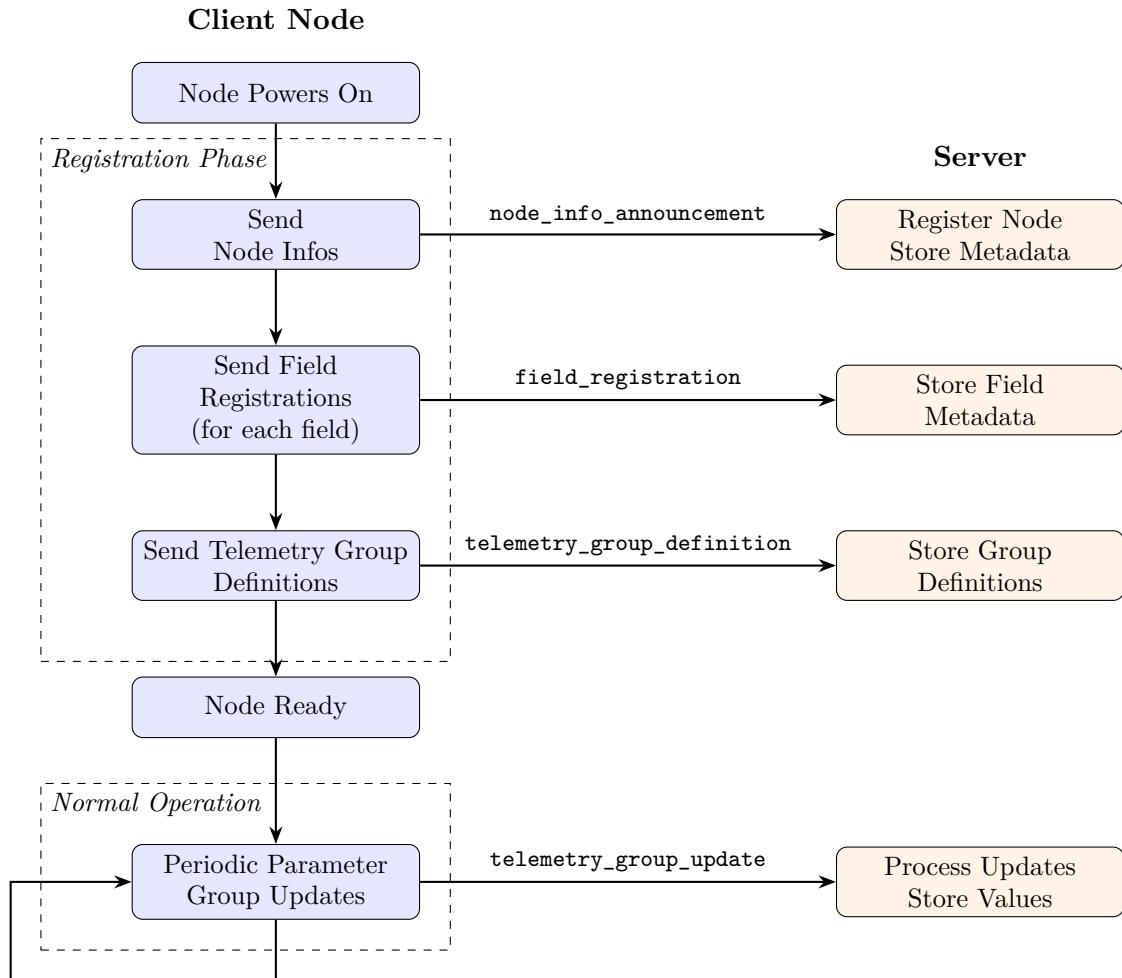 Client Node
Node Powers On
Registration Phase
Server
Send
Node Infos
node_info_announcement
Register Node
Store Metadata
Send Field
Registrations
(for each field)
field_registration
Store Field
Metadata
Send Telemetry Group
Definitions
telemetry_group_definition
Store Group
Definitions
Node Ready
Normal Operation
Periodic Parameter
Group Updates
telemetry_group_update
Process Updates
Store Values